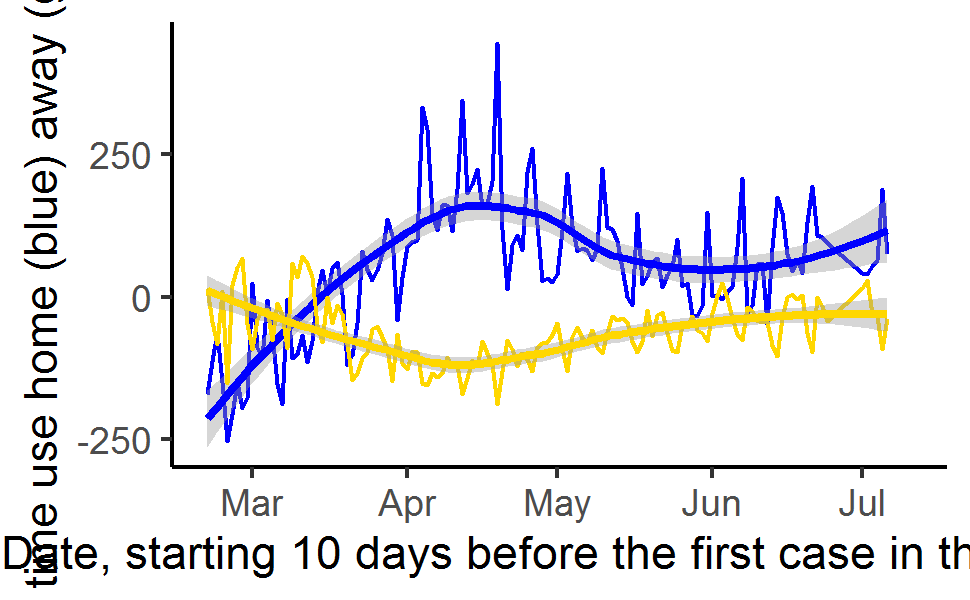 time use home (blue) away (
250
0
-250
Mar Apr May Jun Jul
Date, starting 10 days before the first case in th